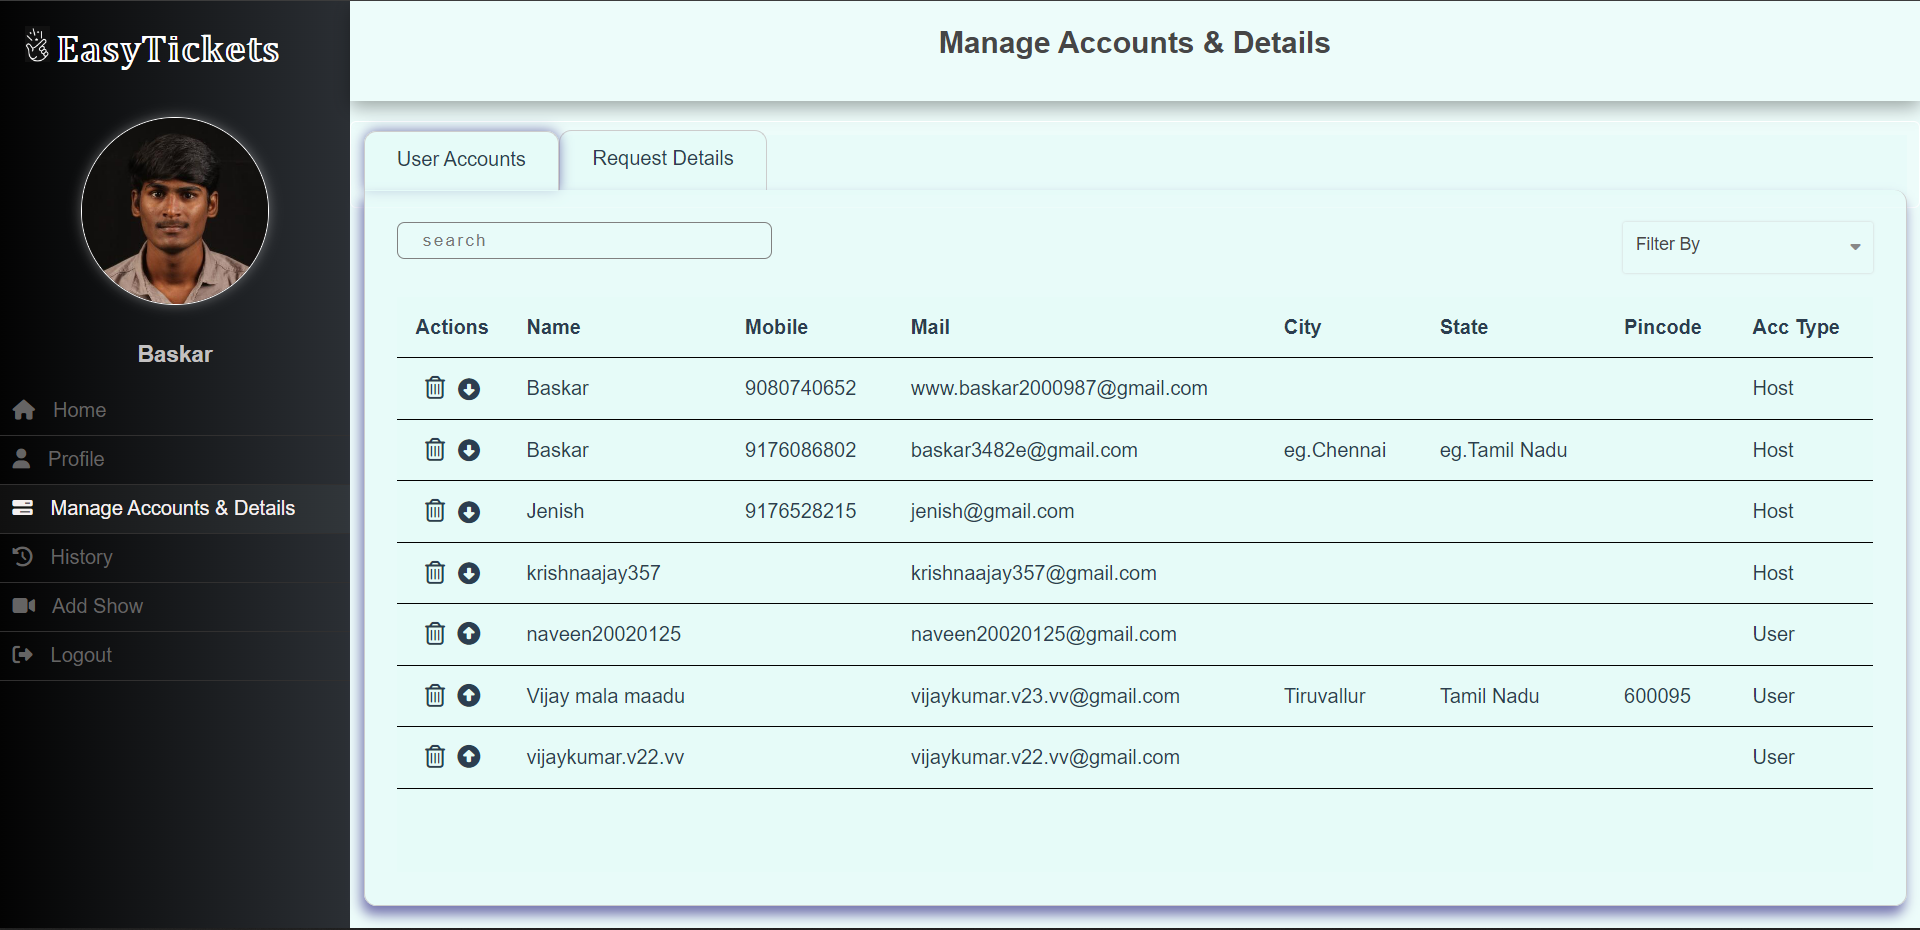 EasyTickets
Baskar
Home
Profile
Manage Accounts & Details
History
Add Show
Logout
Manage Accounts & Details
User Accounts
Request Details
search
Filter By
Actions Name Mobile Mail City State Pincode Acc Type
Baskar 9080740652 www.baskar2000987@gmail.com Host
Baskar 9176086802 baskar3482e@gmail.com eg.Chennai eg.Tamil Nadu Host
Jenish 9176528215 jenish@gmail.com Host
krishnaajay357 krishnaajay357@gmail.com Host
naveen20020125 naveen20020125@gmail.com User
Vijay mala maadu vijaykumar.v23.vv@gmail.com Tiruvallur Tamil Nadu 600095 User
vijaykumar.v22.vv vijaykumar.v22.vv@gmail.com User